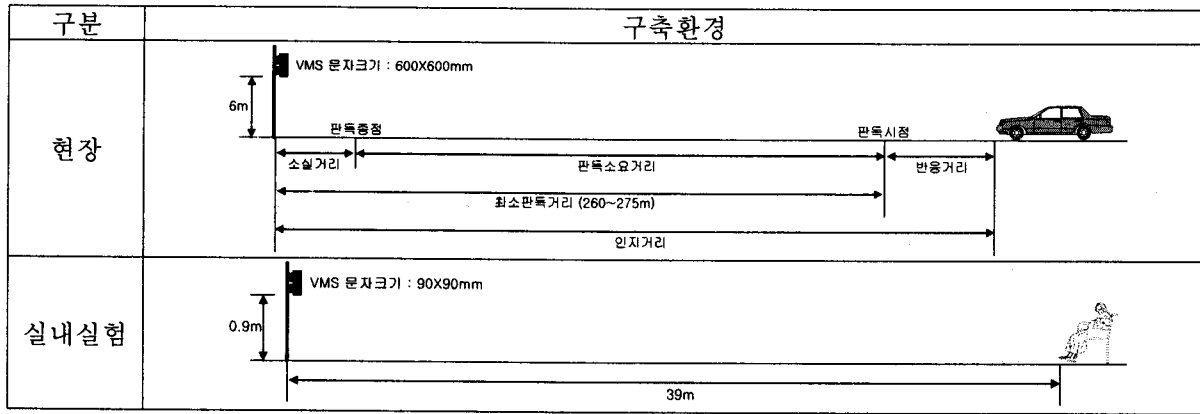 구분
구축환경
현장
VMS 문자크기 : 600X600mm
6m
판독종점
판독시점
소실거리
판독소요거리
반응거리
최소판독거리 (260~275m)
인지거리
실내실험
VMS 문자크기 : 90X90mm
0.9m
39m